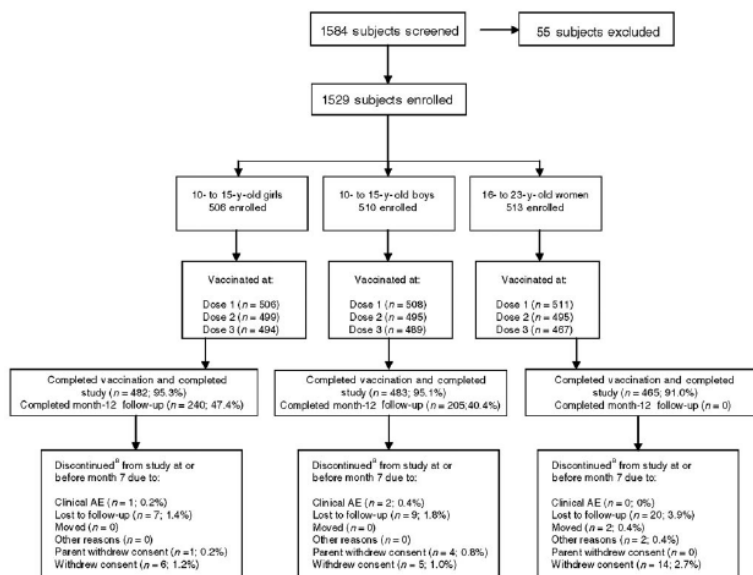 1584 subjects screened
55 subjects excluded
1529 subjects enrolled
10- to 15-y-old girls
506 enrolled
10- to 15-y-old boys
510 enrolled
16- to 23-y-old women
513 enrolled
Vaccinated at:
Dose 1 (n = 506)
Dose 2 (n = 499)
Dose 3 (n = 494)
Vaccinated at:
Dose 1 (n = 508)
Dose 2 (n = 495)
Dose 3 (n = 489)
Vaccinated at:
Dose 1 (n = 511)
Dose 2 (n = 495)
Dose 3 (n = 467)
Completed vaccination and completed
study (n = 482; 95.3%)
Completed month-12 follow-up (n = 240; 47.4%)
Completed vaccination and completed
study (n = 483; 95.1%)
Completed month-12 follow-up (n = 205;40.4%)
Completed vaccination and completed
study (n = 465; 91.0%)
Completed month-12 follow-up (n = 0)
Discontinuedª from study at or
before month 7 due to:
Clinical AE (n = 1; 0.2%)
Lost to follow-up (n = 7; 1.4%)
Moved (n = 0)
Other reasons (n = 0)
Parent withdrew consent (n =1; 0.2%)
Withdrew consent (n = 6; 1.2%)
Discontinuedª from study at or
before month 7 due to:
Clinical AE (n = 2; 0.4%)
Lost to follow-up (n = 9; 1.8%)
Moved (n = 0)
Other reasons (n = 0)
Parent withdrew consent (n = 4; 0.8%)
Withdrew consent (n = 5; 1.0%)
Discontinuedª from study at or
before month 7 due to:
Clinical AE (n = 0; 0%)
Lost to follow-up (n = 20; 3.9%)
Moved (n = 2; 0.4%)
Other reasons (n = 2; 0.4%)
Parent withdrew consent (n = 0)
Withdrew consent (n = 14; 2.7%)